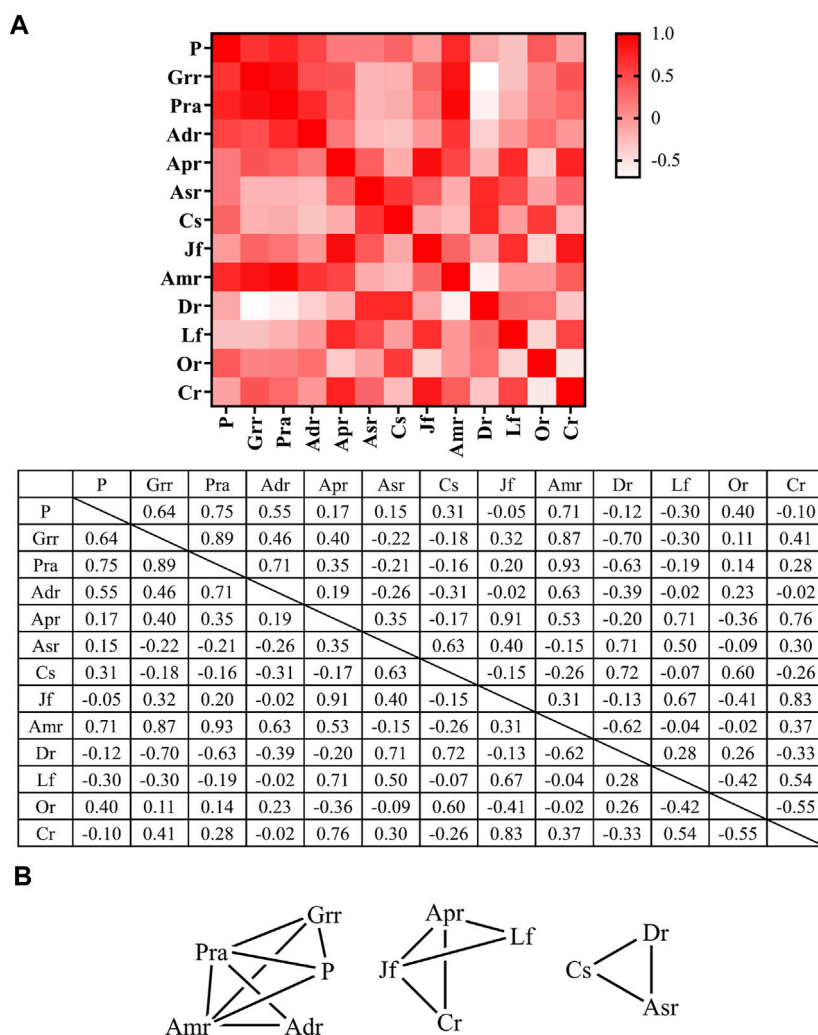 A
P
Grr
Pra
Adr
Apr
Asr
Cs
Jf
Amr
Dr
Lf
Or
Cr
P Grr Pra Adr Apr Asr Cs Jf Amr Dr Lf Or Cr
1.0
0.5
0
-0.5
P Grr Pra Adr Apr Asr Cs Jf Amr Dr Lf Or Cr
P 0.64 0.75 0.55 0.17 0.15 0.31 -0.05 0.71 -0.12 -0.30 0.40 -0.10
Grr 0.64 0.89 0.46 0.40 -0.22 -0.18 0.32 0.87 -0.70 -0.30 0.11 0.41
Pra 0.75 0.89 0.71 0.35 -0.21 -0.16 0.20 0.93 -0.63 -0.19 0.14 0.28
Adr 0.55 0.46 0.71 0.19 -0.26 -0.31 -0.02 0.63 -0.39 -0.02 0.23 -0.02
Apr 0.17 0.40 0.35 0.19 0.35 -0.17 0.91 0.53 -0.20 0.71 -0.36 0.76
Asr 0.15 -0.22 -0.21 -0.26 0.35 0.63 0.40 -0.15 0.71 0.50 -0.09 0.30
Cs 0.31 -0.18 -0.16 -0.31 -0.17 0.63 -0.15 -0.26 0.72 -0.07 0.60 -0.26
Jf -0.05 0.32 0.20 -0.02 0.91 0.40 -0.15 0.31 -0.13 0.67 -0.41 0.83
Amr 0.71 0.87 0.93 0.63 0.53 -0.15 -0.26 0.31 -0.62 -0.04 -0.02 0.37
Dr -0.12 -0.70 -0.63 -0.39 -0.20 0.71 0.72 -0.13 -0.62 0.28 0.26 -0.33
Lf -0.30 -0.30 -0.19 -0.02 0.71 0.50 -0.07 0.67 -0.04 0.28 -0.42 0.54
Or 0.40 0.11 0.14 0.23 -0.36 -0.09 0.60 -0.41 -0.02 0.26 -0.42 -0.55
Cr -0.10 0.41 0.28 -0.02 0.76 0.30 -0.26 0.83 0.37 -0.33 0.54 -0.55
B
Grr
Pra
P
Amr
Adr
Apr
Lf
Jf
Cr
Dr
Cs
Asr